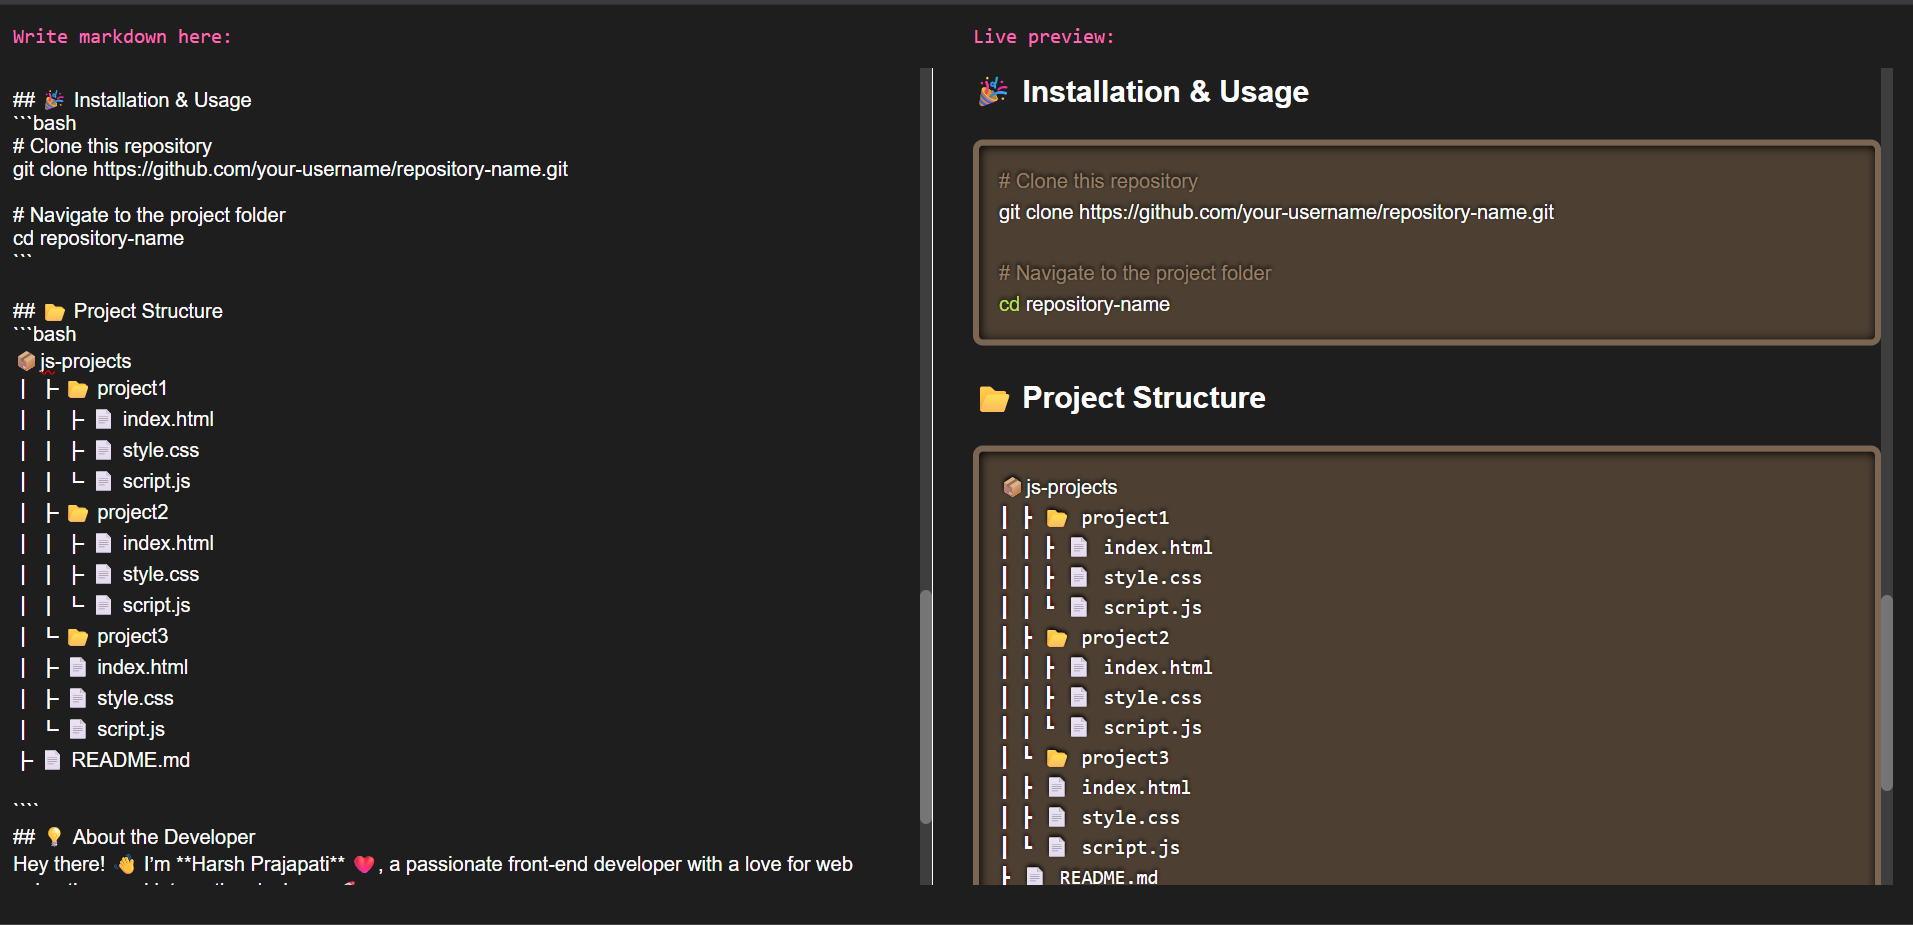 Write markdown here:
## 🎉 Installation & Usage
```bash
# Clone this repository
git clone https://github.com/your-username/repository-name.git
# Navigate to the project folder
cd repository-name
```
## 📂 Project Structure
```bash
📦js-projects
┃ ┣ 📂 project1
┃ ┃ ┣ 📄 index.html
┃ ┃ ┣ 📄 style.css
┃ ┃ ┗ 📄 script.js
┃ ┣ 📂 project2
┃ ┃ ┣ 📄 index.html
┃ ┃ ┣ 📄 style.css
┃ ┃ ┗ 📄 script.js
┃ ┗ 📂 project3
┃ ┣ 📄 index.html
┃ ┣ 📄 style.css
┃ ┗ 📄 script.js
┣ 📄 README.md
````
## 💡 About the Developer
Hey there! 👋 I’m **Harsh Prajapati** ❤️, a passionate front-end developer with a love for web
Live preview:
🎉 Installation & Usage
# Clone this repository
git clone https://github.com/your-username/repository-name.git
# Navigate to the project folder
cd repository-name
📂 Project Structure
📦js-projects
┃ ┣ 📂 project1
┃ ┃ ┣ 📄 index.html
┃ ┃ ┣ 📄 style.css
┃ ┃ ┗ 📄 script.js
┃ ┣ 📂 project2
┃ ┃ ┣ 📄 index.html
┃ ┃ ┣ 📄 style.css
┃ ┃ ┗ 📄 script.js
┃ ┗ 📂 project3
┃ ┣ 📄 index.html
┃ ┣ 📄 style.css
┃ ┗ 📄 script.js
┣ 📄 README.md